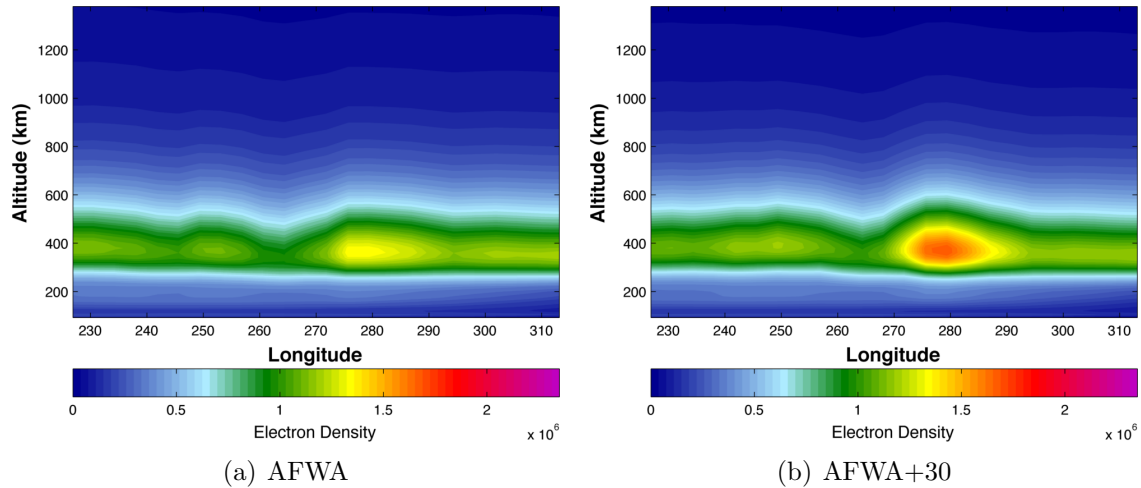 1200
1000
800
600
400
200
Altitude (km)
230 240 250 260 270 280 290 300 310
Longitude
0 0.5 1 1.5 2
Electron Density
x 10^6
(a) AFWA
1200
1000
800
600
400
200
Altitude (km)
230 240 250 260 270 280 290 300 310
Longitude
0 0.5 1 1.5 2
Electron Density
x 10^6
(b) AFWA+30